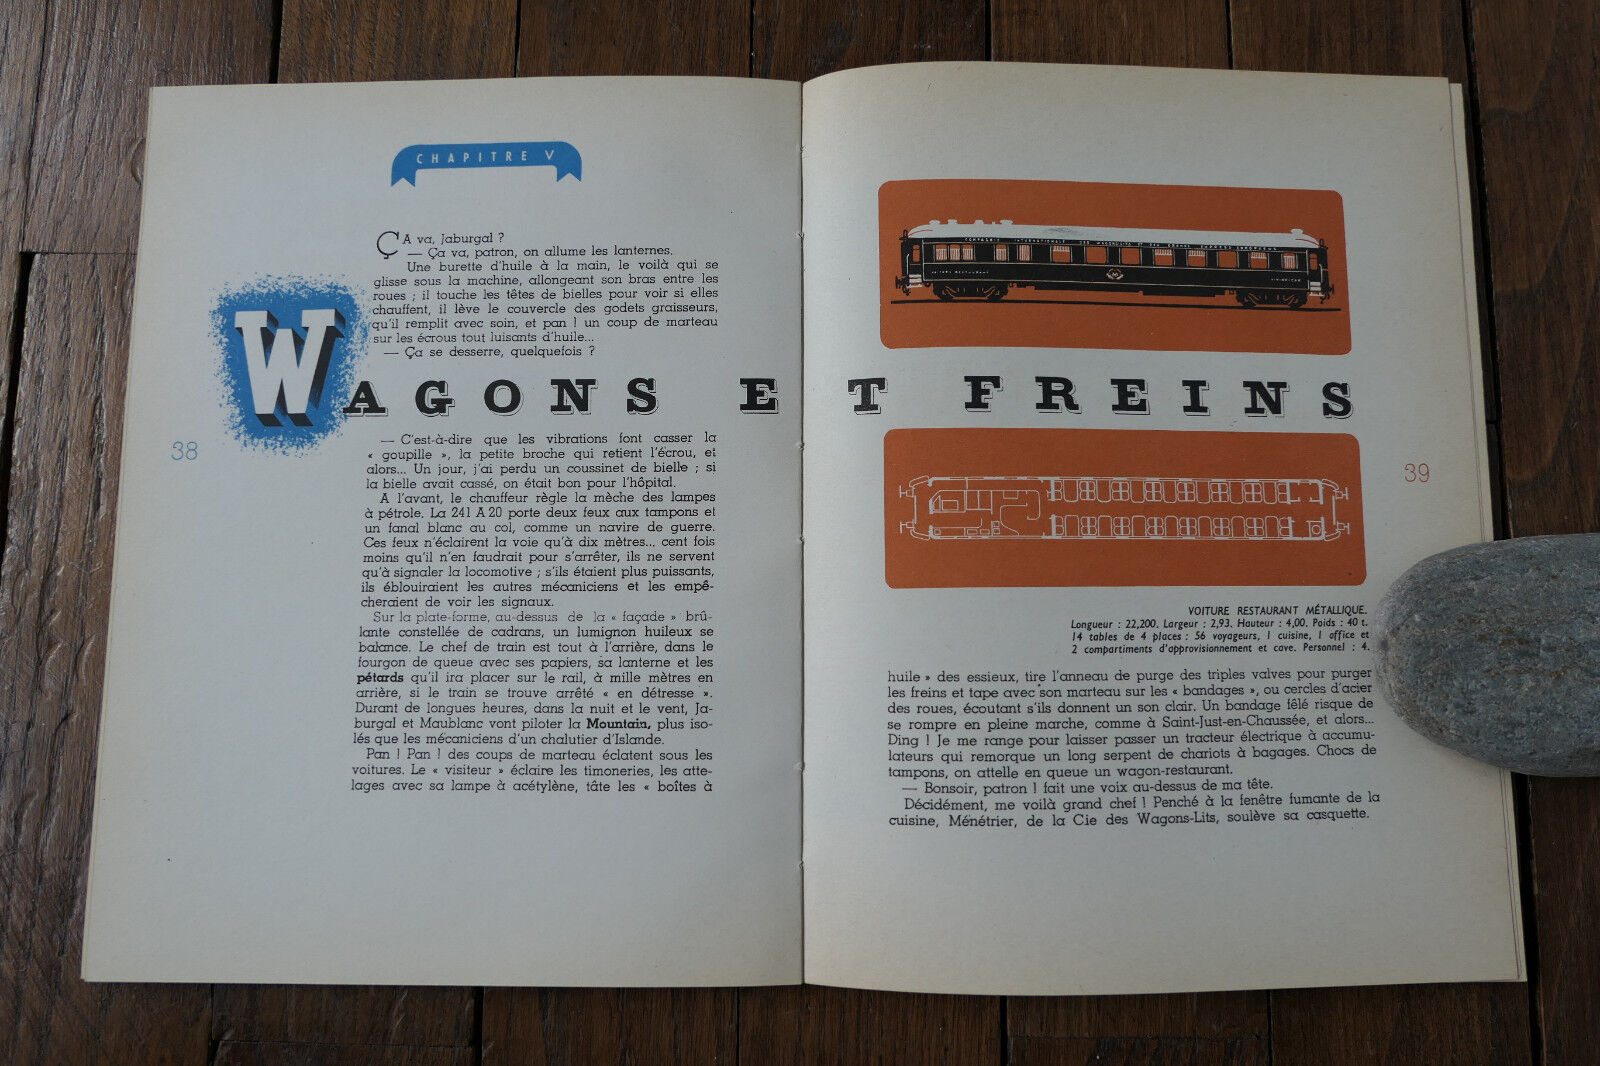 CHAPITRE V
ÇA va, Jaburgal ?
— Ça va, patron, on allume les lanternes.
Une burette d'huile à la main, le voilà qui se
glisse sous la machine, allongeant son bras entre les
roues ; il touche les têtes de bielles pour voir si elles
chauffent, il lève le couvercle des godets graisseurs,
qu'il remplit avec soin, et pan ! un coup de marteau
sur les écrous tout luisants d'huile...
— Ça se desserre, quelquefois ?
WAGONS ET FREINS
— C'est-à-dire que les vibrations font casser la
« goupille », la petite broche qui retient l'écrou, et
alors... Un jour, j'ai perdu un coussinet de bielle ; si
la bielle avait cassé, on était bon pour l'hôpital.
A l'avant, le chauffeur règle la mèche des lampes
à pétrole. La 241 A 20 porte deux feux aux tampons et
un fanal blanc au col, comme un navire de guerre.
Ces feux n'éclairent la voie qu'à dix mètres... cent fois
moins qu'il n'en faudrait pour s'arrêter, ils ne servent
qu'à signaler la locomotive ; s'ils étaient plus puissants,
ils éblouiraient les autres mécaniciens et les empê-
cheraient de voir les signaux.
Sur la plate-forme, au-dessus de la « façade » brû-
lante constellée de cadrans, un lumignon huileux se
balance. Le chef de train est tout à l'arrière, dans le
fourgon de queue avec ses papiers, sa lanterne et les
pétards qu'il ira placer sur le rail, à mille mètres en
arrière, si le train se trouve arrêté « en détresse ».
Durant de longues heures, dans la nuit et le vent, Ja-
burgal et Maublanc vont piloter la Mountain, plus iso-
lés que les mécaniciens d'un chalutier d'Islande.
Pan ! Pan ! des coups de marteau éclatent sous les
voitures. Le « visiteur » éclaire les timoneries, les atte-
lages avec sa lampe à acétylène, tâte les « boîtes à
38
COMPAGNIE INTERNATIONALE DES WAGONS-LITS ET DES GRANDS EXPRESS EUROPEENS
39
VOITURE RESTAURANT MÉTALLIQUE.
Longueur : 22,200. Largeur : 2,93. Hauteur : 4,00. Poids : 40 t.
14 tables de 4 places : 56 voyageurs, 1 cuisine, 1 office et
2 compartiments d'approvisionnement et cave. Personnel : 4.
huile » des essieux, tire l'anneau de purge des triples valves pour purger
les freins et tape avec son marteau sur les « bandages », ou cercles d'acier
des roues, écoutant s'ils donnent un son clair. Un bandage fêlé risque de
se rompre en pleine marche, comme à Saint-Just-en-Chaussée, et alors...
Ding ! Je me range pour laisser passer un tracteur électrique à accumu-
lateurs qui remorque un long serpent de chariots à bagages. Chocs de
tampons, on attelle en queue un wagon-restaurant.
— Bonsoir, patron ! fait une voix au-dessus de ma tête.
Décidément, me voilà grand chef ! Penché à la fenêtre fumante de la
cuisine, Ménétrier, de la Cie des Wagons-Lits, soulève sa casquette.